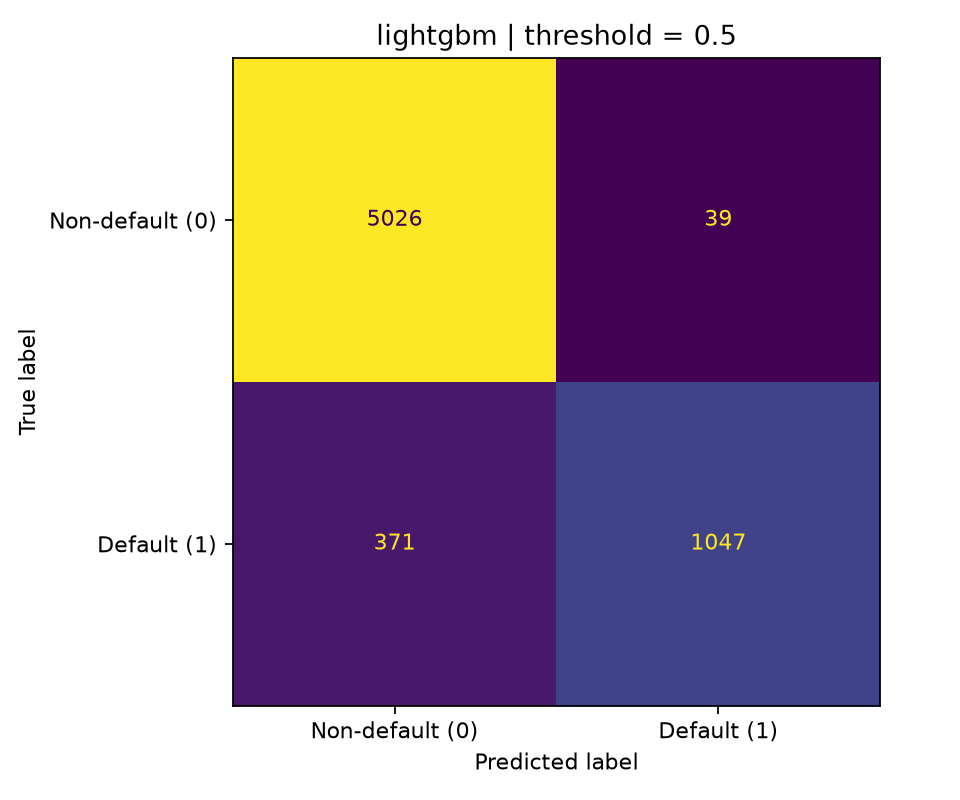 lightgbm | threshold = 0.5
Non-default (0)
5026
39
True label
Default (1)
371
1047
Non-default (0)
Default (1)
Predicted label